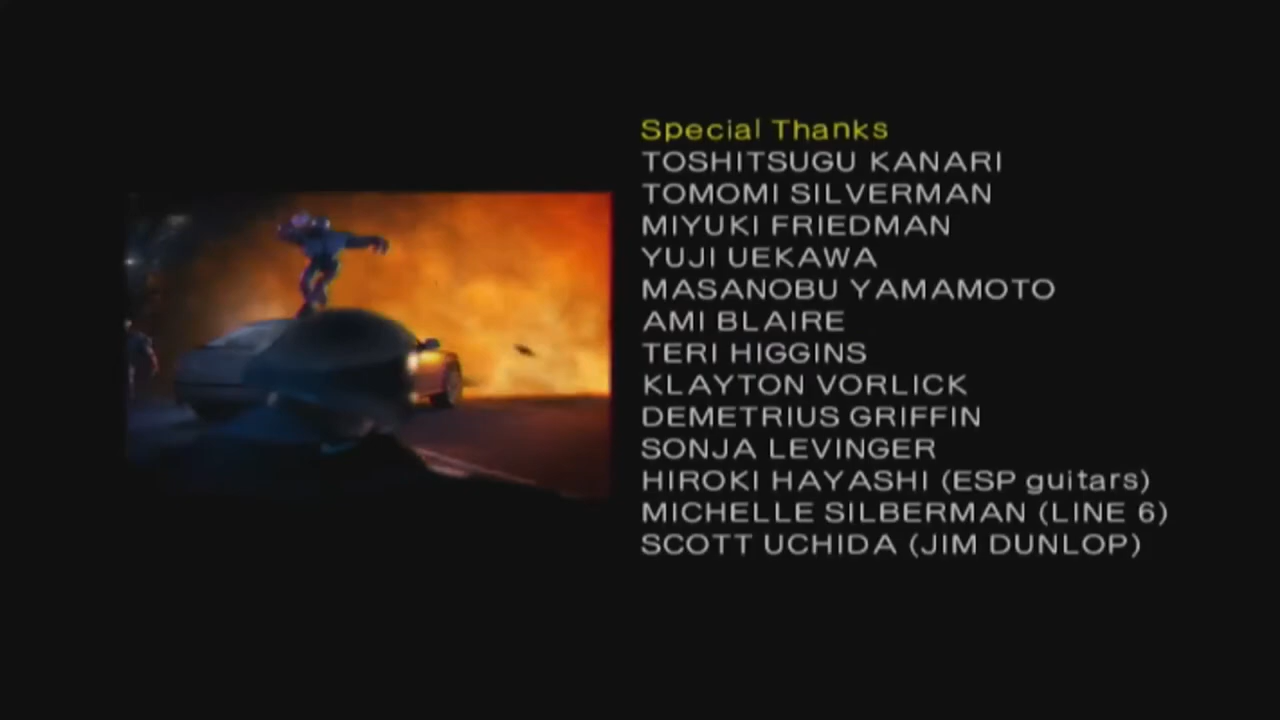 Special Thanks
TOSHITSUGU KANARI
TOMOMI SILVERMAN
MIYUKI FRIEDMAN
YUJI UEKAWA
MASANOBU YAMAMOTO
AMI BLAIRE
TERI HIGGINS
KLAYTON VORLICK
DEMETRIUS GRIFFIN
SONJA LEVINGER
HIROKI HAYASHI (ESP guitars)
MICHELLE SILBERMAN (LINE 6)
SCOTT UCHIDA (JIM DUNLOP)